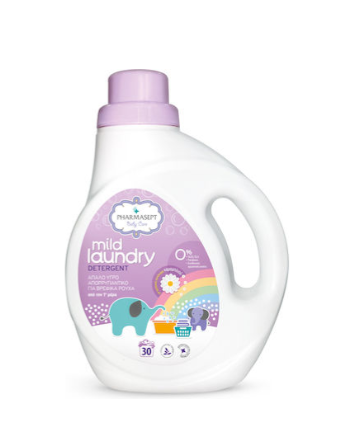 PHARMASEPT
Baby Care
mild
laundry
DETERGENT
ΑΠΑΛΟ ΥΓΡΟ
ΑΠΟΡΡΥΠΑΝΤΙΚΟ
ΓΙΑ ΒΡΕΦΙΚΑ ΡΟΥΧΑ
0%
30